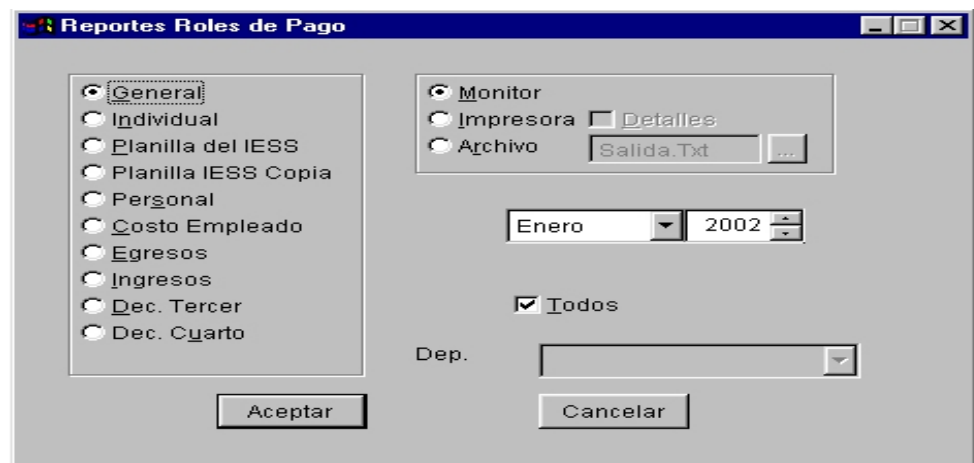 Reportes Roles de Pago
General
Individual
Planilla del IESS
Planilla IESS Copia
Personal
Costo Empleado
Egresos
Ingresos
Dec. Tercer
Dec. Cuarto
Monitor
Impresora Detalles
Archivo Salida.Txt ...
Enero 2002
Todos
Dep.
Aceptar Cancelar